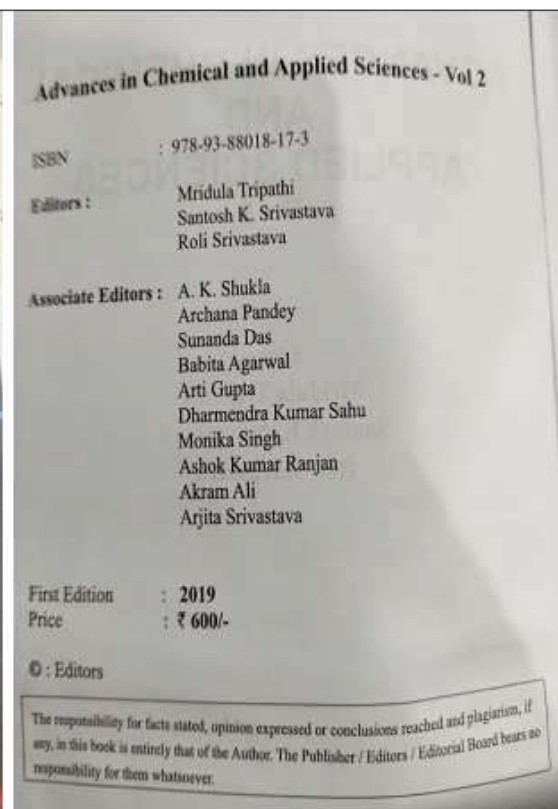 Advances in Chemical and Applied Sciences - Vol 2
ISBN : 978-93-88018-17-3
Editors : Mridula Tripathi
Santosh K. Srivastava
Roli Srivastava
Associate Editors : A. K. Shukla
Archana Pandey
Sunanda Das
Babita Agarwal
Arti Gupta
Dharmendra Kumar Sahu
Monika Singh
Ashok Kumar Ranjan
Akram Ali
Arjita Srivastava
First Edition : 2019
Price : ₹ 600/-
© : Editors
The responsibility for facts stated, opinion expressed or conclusions reached and plagiarism, if
any, in this book is entirely that of the Author. The Publisher / Editors / Editorial Board bears no
responsibility for them whatsoever.